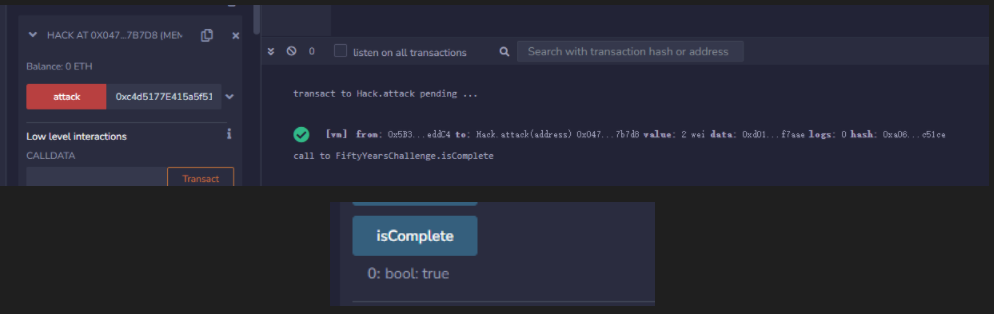 HACK AT 0X047...7B7D8 (MEM
Balance: 0 ETH
attack 0xc4d5177E415a5f51
Low level interactions i
CALLDATA
Transact
0 listen on all transactions Search with transaction hash or address
transact to Hack.attack pending ...
[vm] from: 0x5B3...eddC4 to: Hack.attack(address) 0x047...7b7d8 value: 2 wei data: 0xd01...f7aae logs: 0 hash: 0xa06...c51ce
call to FiftyYearsChallenge.isComplete
isComplete
0: bool: true